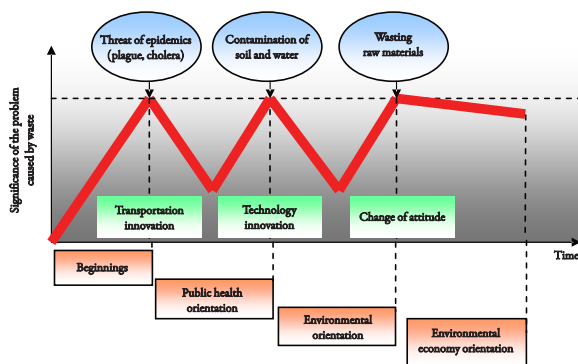 Threat of epidemics
(plague, cholera)
Contamination of
soil and water
Wasting
raw materials
Significance of the problem
caused by waste
Transportation
innovation
Technology
innovation
Change of attitude
Time
Beginnings
Public health
orientation
Environmental
orientation
Environmental
economy orientation